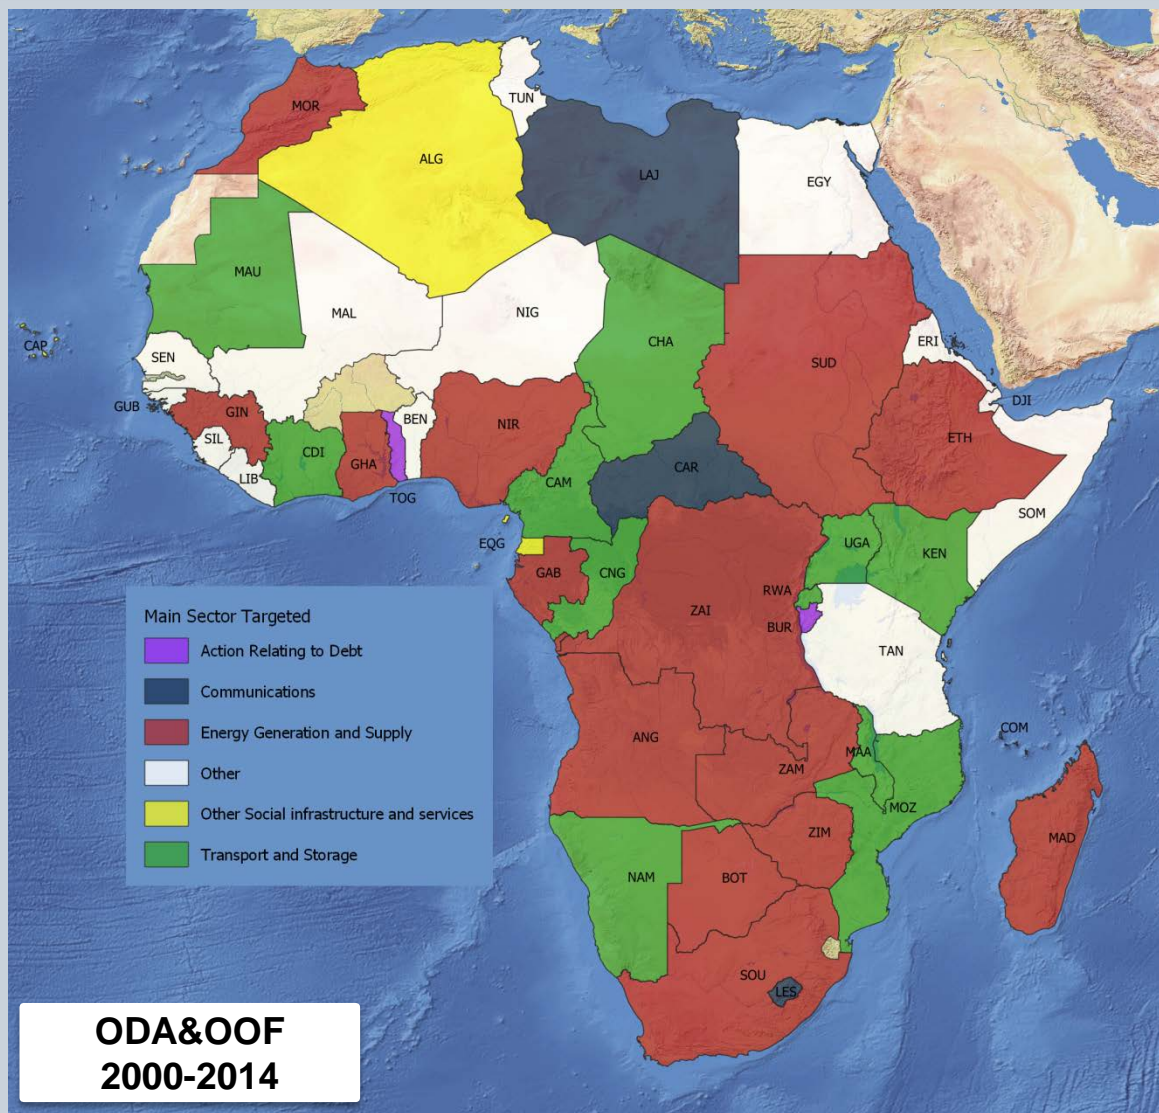 MOR
TUN
ALG
LAJ
EGY
MAU
MAL
NIG
CHA
SUD
ERI
CAP
SEN
DJI
GUB
GIN
BEN
NIR
ETH
SIL
CDI
GHA
CAR
LIB
TOG
CAM
SOM
EQG
UGA
KEN
GAB
CNG
RWA
ZAI
BUR
TAN
Main Sector Targeted
Action Relating to Debt
Communications
Energy Generation and Supply
Other
Other Social infrastructure and services
Transport and Storage
ANG
COM
MAA
ZAM
MOZ
ZIM
MAD
NAM
BOT
SOU
LES
ODA&OOF
2000-2014